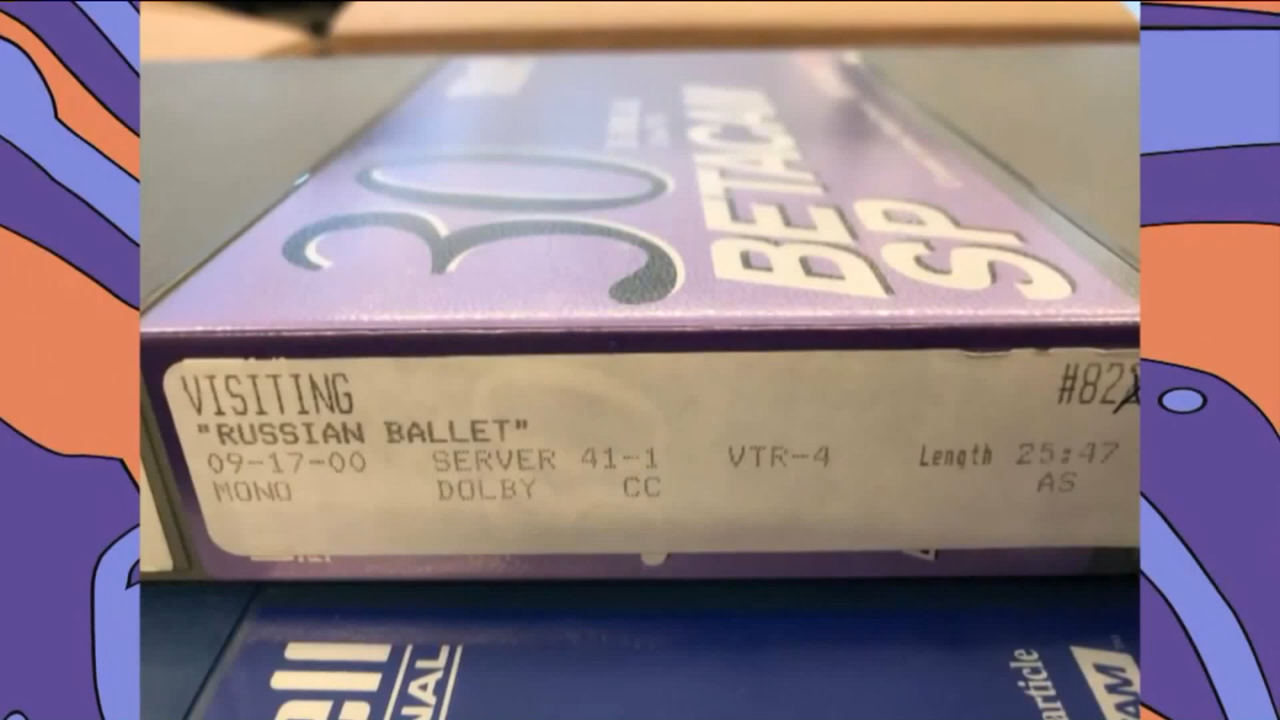 30
BETACAM
SP
VISITING #82
"RUSSIAN BALLET"
09-17-00 SERVER 41-1 VTR-4 Length 25:47
MONO DOLBY CC AS